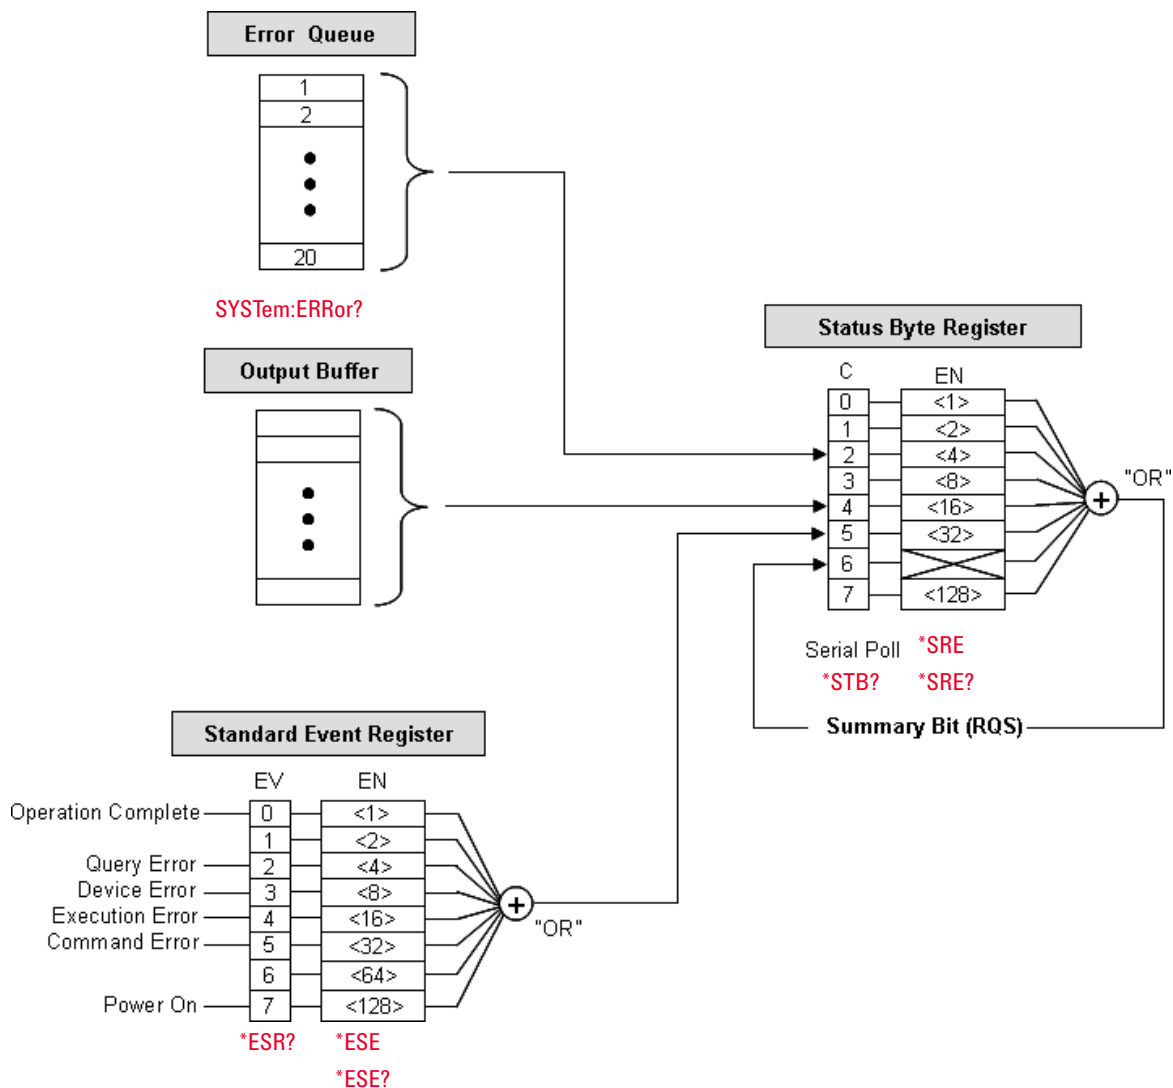 Error Queue
1
2
20
SYSTem:ERRor?
Output Buffer
Status Byte Register
C EN
0 <1>
1 <2>
2 <4>
3 <8>
4 <16>
5 <32>
6
7 <128>
"OR"
Serial Poll *SRE
*STB? *SRE?
Summary Bit (RQS)
Standard Event Register
EV EN
Operation Complete 0 <1>
1 <2>
Query Error 2 <4>
Device Error 3 <8>
Execution Error 4 <16>
Command Error 5 <32>
6 <64>
Power On 7 <128>
"OR"
*ESR? *ESE
*ESE?